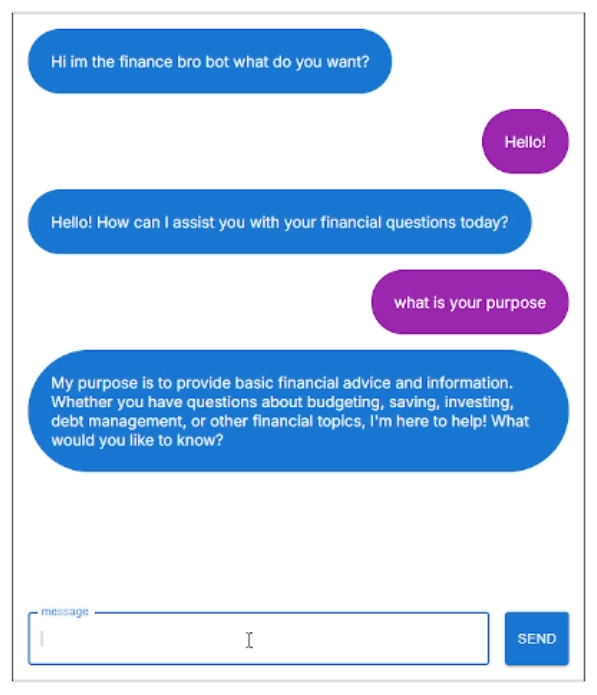 Hi im the finance bro bot what do you want?
Hello!
Hello! How can I assist you with your financial questions today?
what is your purpose
My purpose is to provide basic financial advice and information.
Whether you have questions about budgeting, saving, investing,
debt management, or other financial topics, I'm here to help! What
would you like to know?
message
SEND